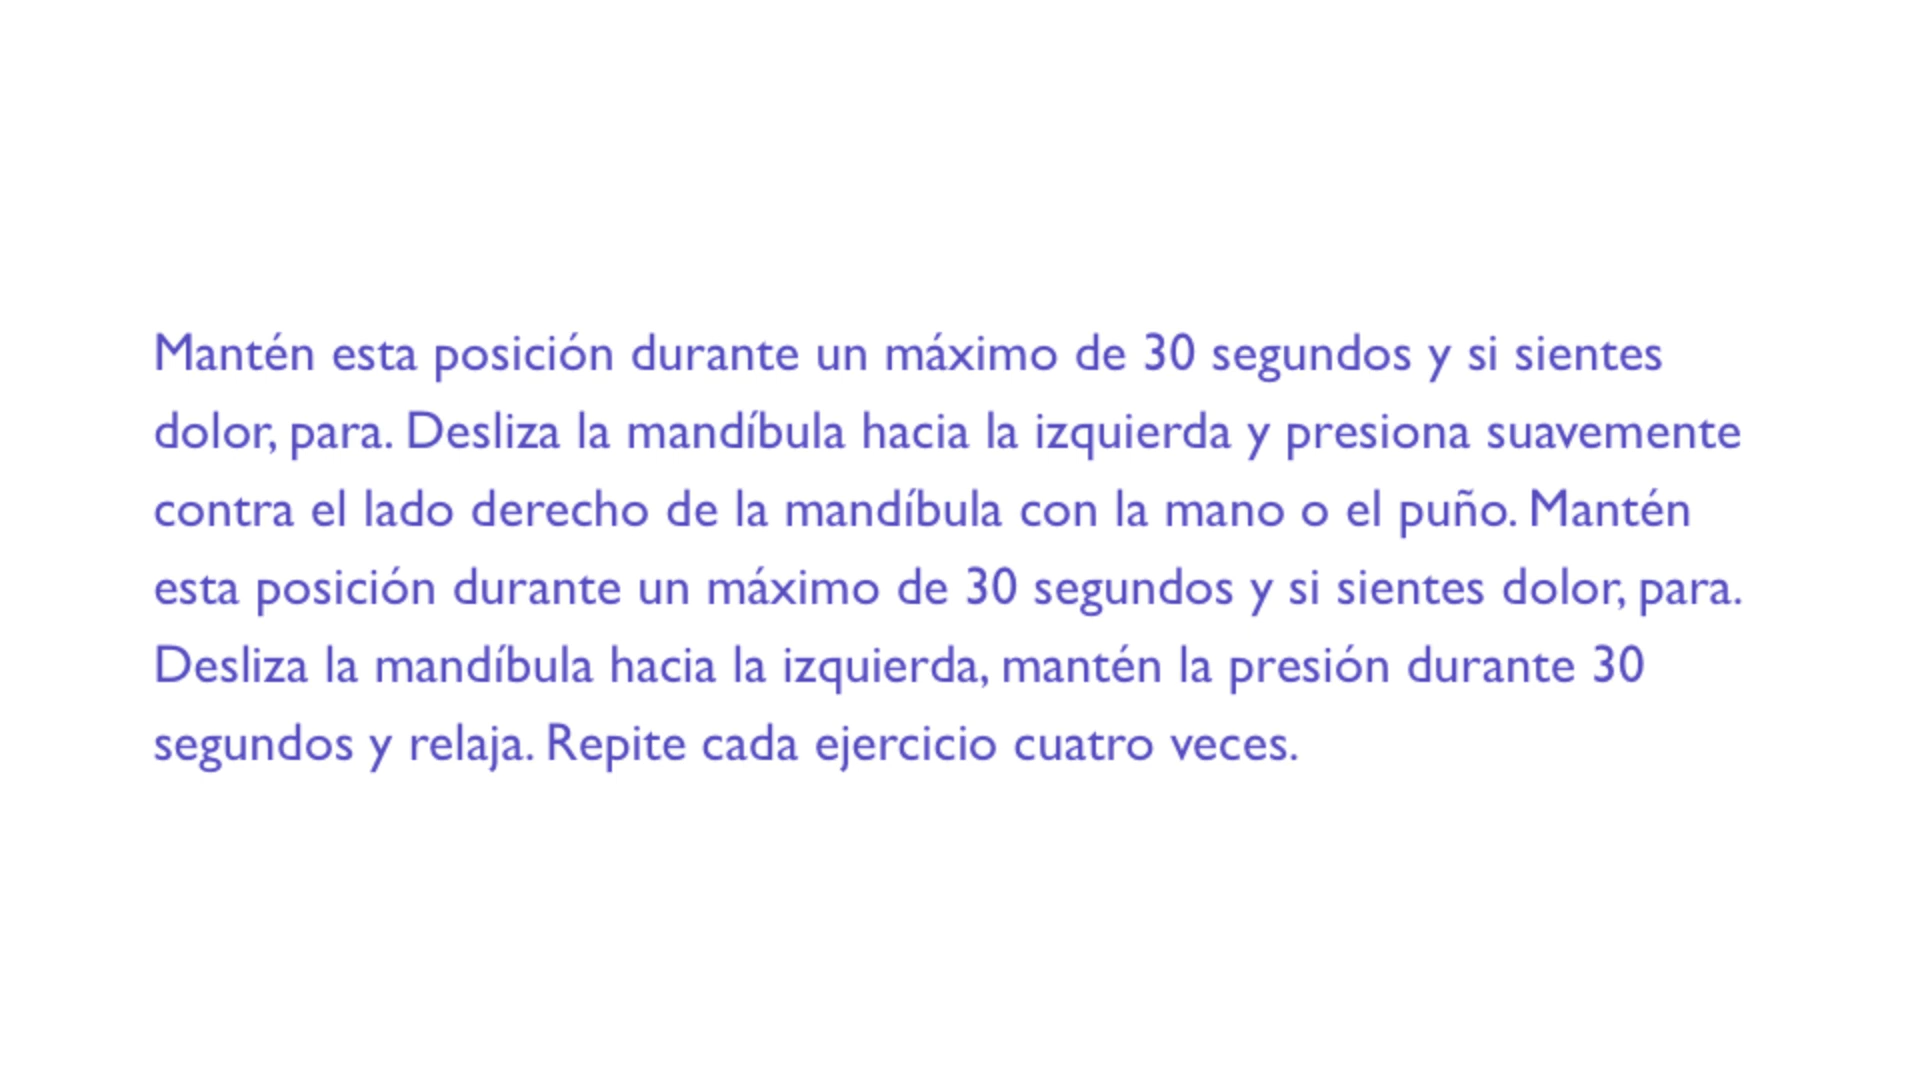 Mantén esta posición durante un máximo de 30 segundos y si sientes
dolor, para. Desliza la mandíbula hacia la izquierda y presiona suavemente
contra el lado derecho de la mandíbula con la mano o el puño. Mantén
esta posición durante un máximo de 30 segundos y si sientes dolor, para.
Desliza la mandíbula hacia la izquierda, mantén la presión durante 30
segundos y relaja. Repite cada ejercicio cuatro veces.